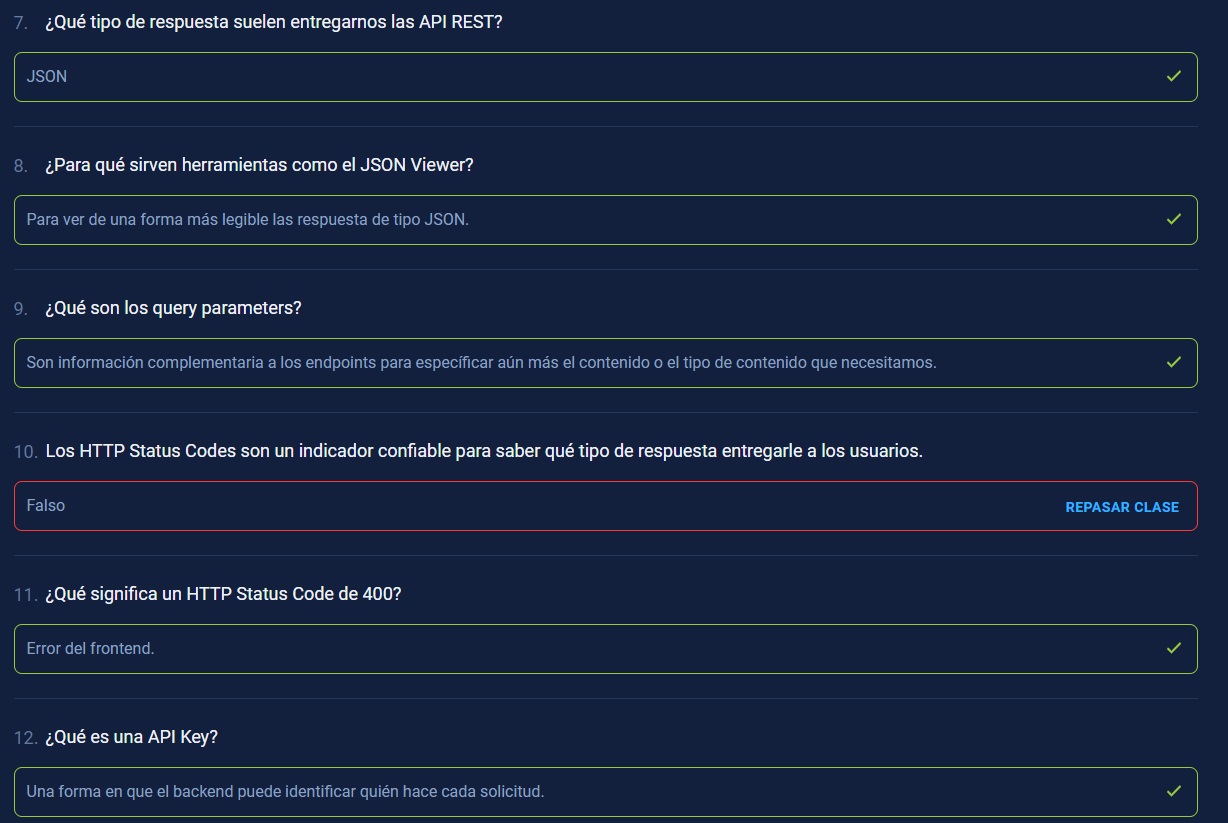 7. ¿Qué tipo de respuesta suelen entregarnos las API REST?
JSON
8. ¿Para qué sirven herramientas como el JSON Viewer?
Para ver de una forma más legible las respuesta de tipo JSON.
9. ¿Qué son los query parameters?
Son información complementaria a los endpoints para específicar aún más el contenido o el tipo de contenido que necesitamos.
10. Los HTTP Status Codes son un indicador confiable para saber qué tipo de respuesta entregarle a los usuarios.
Falso REPASAR CLASE
11. ¿Qué significa un HTTP Status Code de 400?
Error del frontend.
12. ¿Qué es una API Key?
Una forma en que el backend puede identificar quién hace cada solicitud.